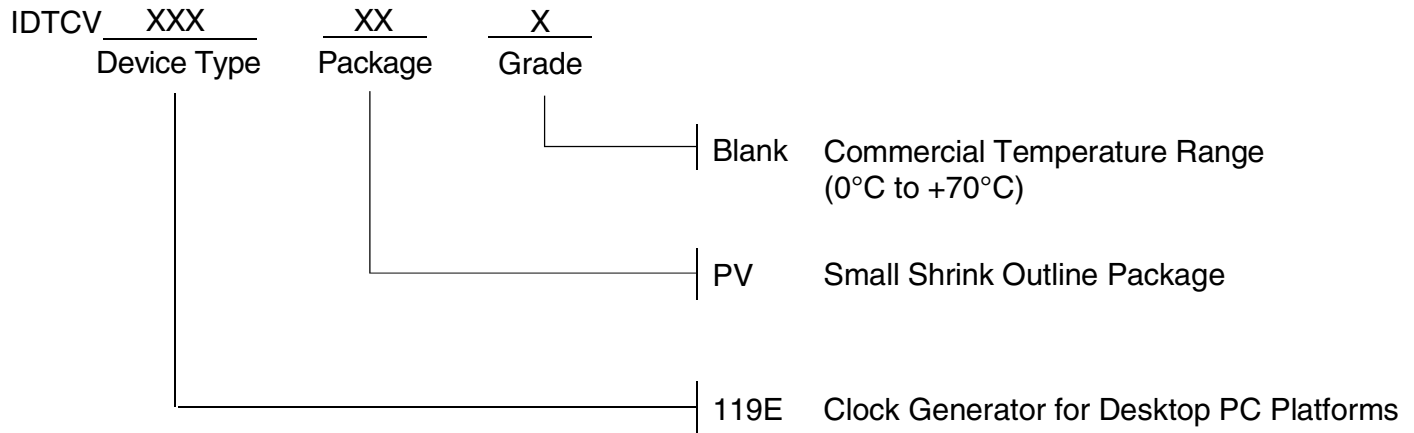 IDTCV XXX XX X
Device Type Package Grade
Blank Commercial Temperature Range
(0°C to +70°C)
PV Small Shrink Outline Package
119E Clock Generator for Desktop PC Platforms